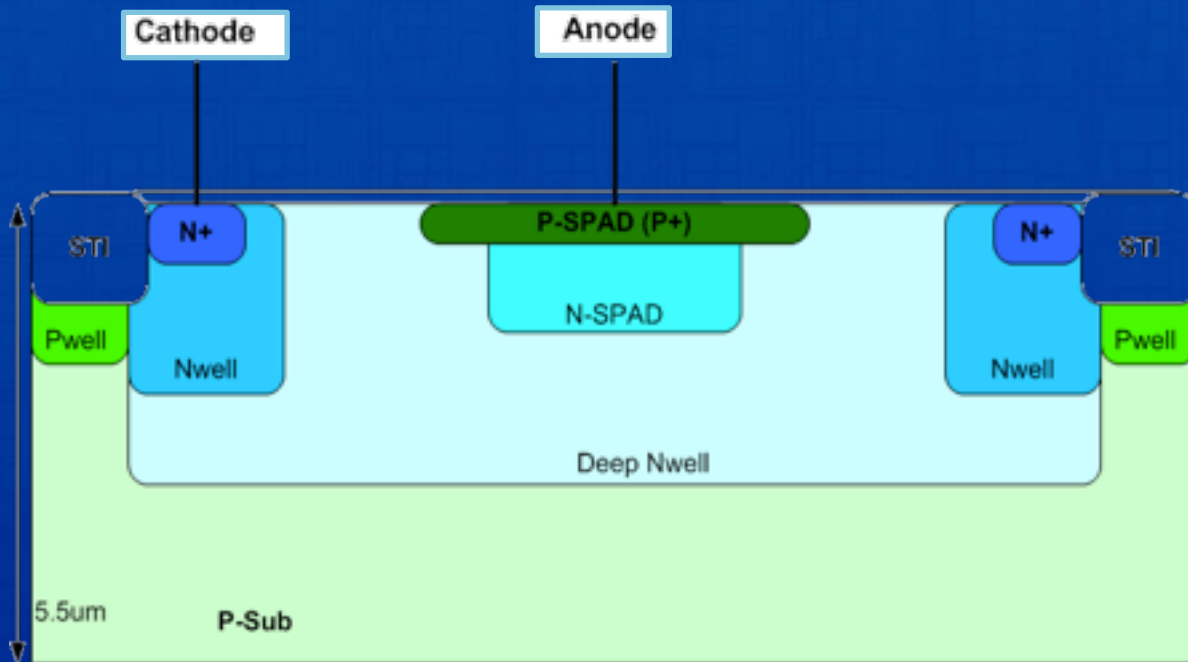 Cathode
Anode
STI
N+
P-SPAD (P+)
N+
STI
N-SPAD
Pwell
Pwell
Nwell
Nwell
Deep Nwell
5.5um
P-Sub